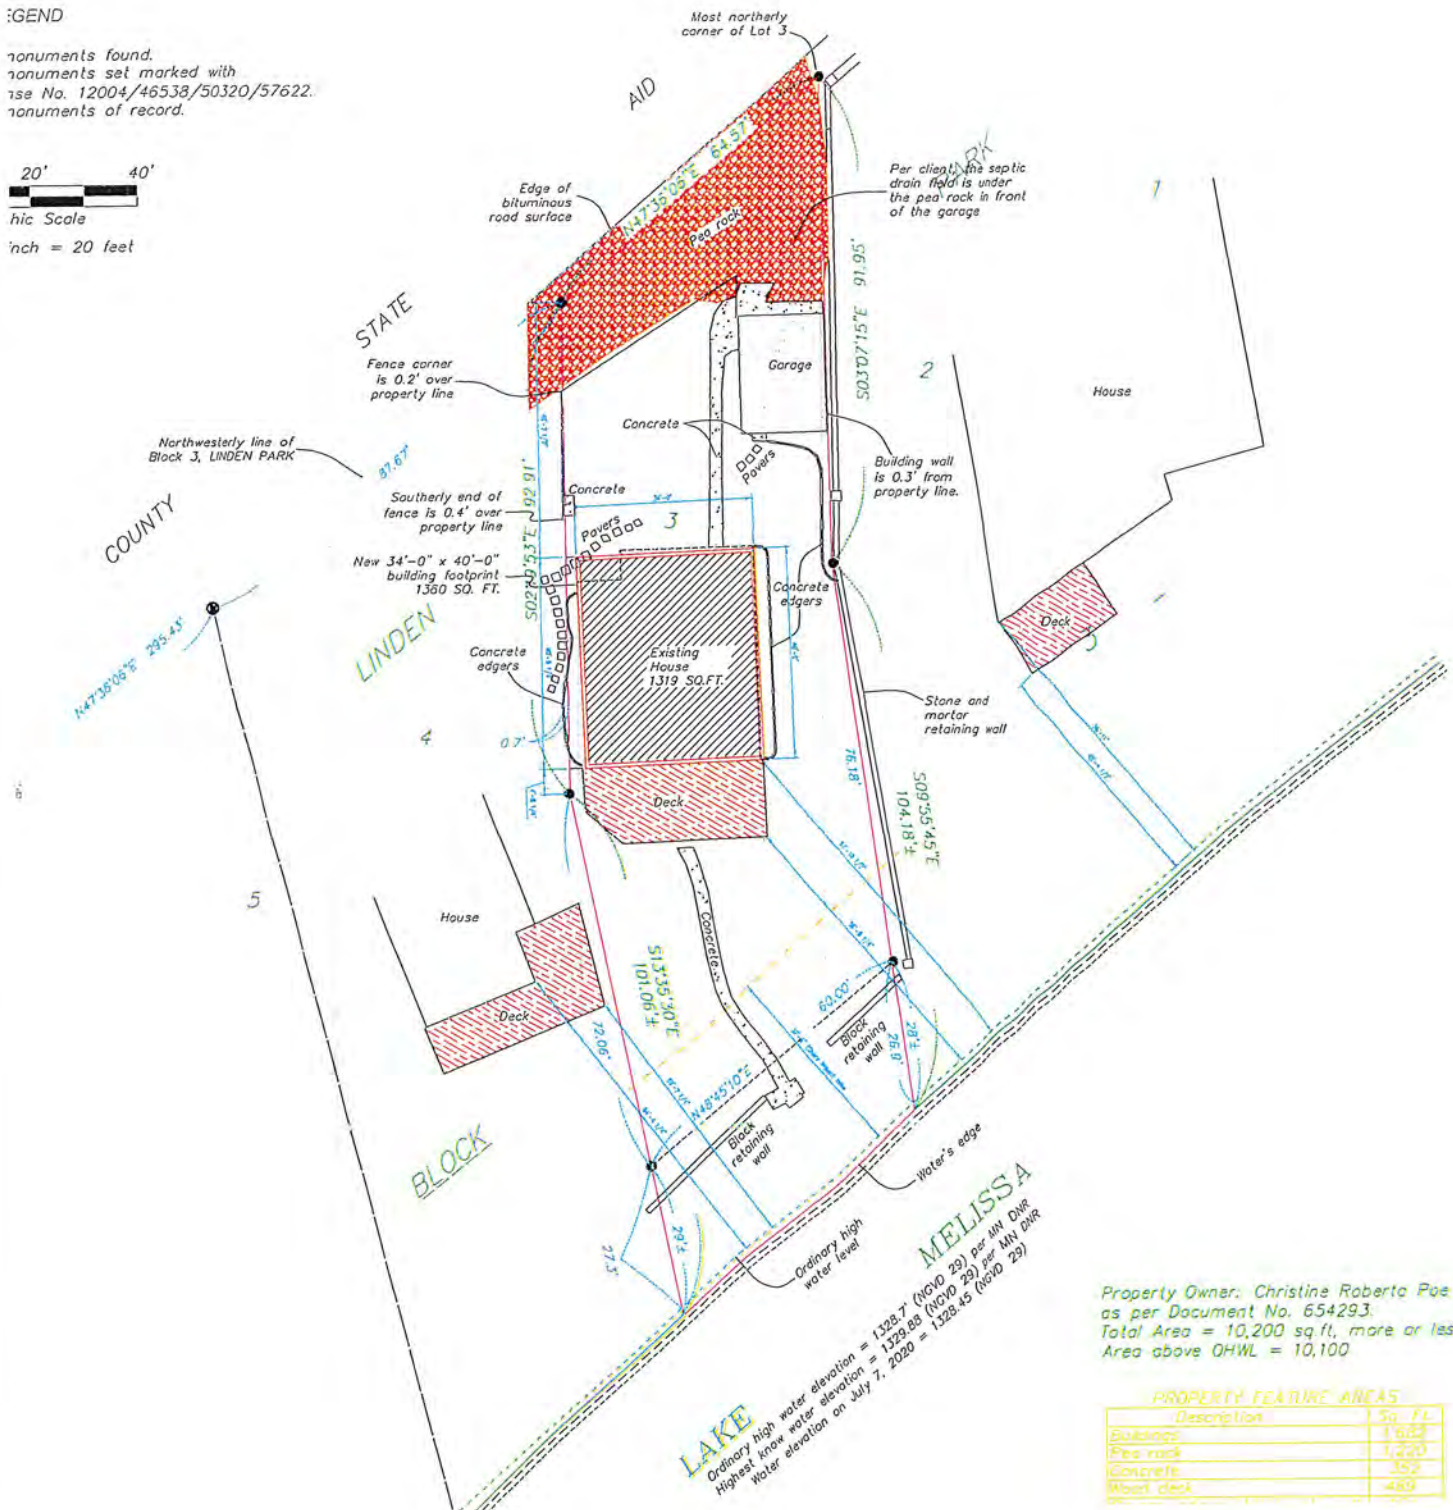 EGEND
monuments found.
monuments set marked with
nse No. 12004/46538/50320/57622.
monuments of record.
20' 40'
hic Scale
inch = 20 feet
Most northerly
corner of Lot 3
AID
PARK
N47°36'06"E 64.57'
Pea rock
Edge of
bituminous
road surface
Per client, the septic
drain field is under
the pea rock in front
of the garage
1
S03°07'15"E 91.95'
STATE
Fence corner
is 0.2' over
property line
Garage
2
House
Northwesterly line of
Block 3, LINDEN PARK
87.67'
Concrete
Pavers
Building wall
is 0.3' from
property line.
Southerly end of
fence is 0.4' over
property line
Concrete
COUNTY
S02°19'53"E 92.91'
Pavers
3
New 34'-0" x 40'-0"
building footprint
1360 SQ. FT.
Concrete
edgers
Deck
N47°36'06"E 295.43'
LINDEN
Concrete
edgers
Existing
House
1319 SQ.FT.
Stone and
mortar
retaining wall
4
0.7'
76.18'
S09°55'45"E
104.18'±
Deck
5
House
Concrete
S13°35'30"E
101.06'±
60.00'
Deck
72.06'
Block
retaining
wall
28'±
26.9'
N48°45'10"E
Block
retaining
wall
BLOCK
Water's edge
27.3'
29'±
Ordinary high
water level
MELISSA
LAKE
Ordinary high water elevation = 1328.7' (NGVD 29) per MN DNR
Highest know water elevation = 1329.88 (NGVD 29) per MN DNR
Water elevation on July 7, 2020 = 1328.45 (NGVD 29)
Property Owner: Christine Roberta Poe
as per Document No. 654293.
Total Area = 10,200 sq.ft, more or les
Area above OHWL = 10,100
PROPERTY FEATURE AREAS
Description Sq. Ft.
Buildings
Pea rock 1,220
Concrete 352
Wood deck 489